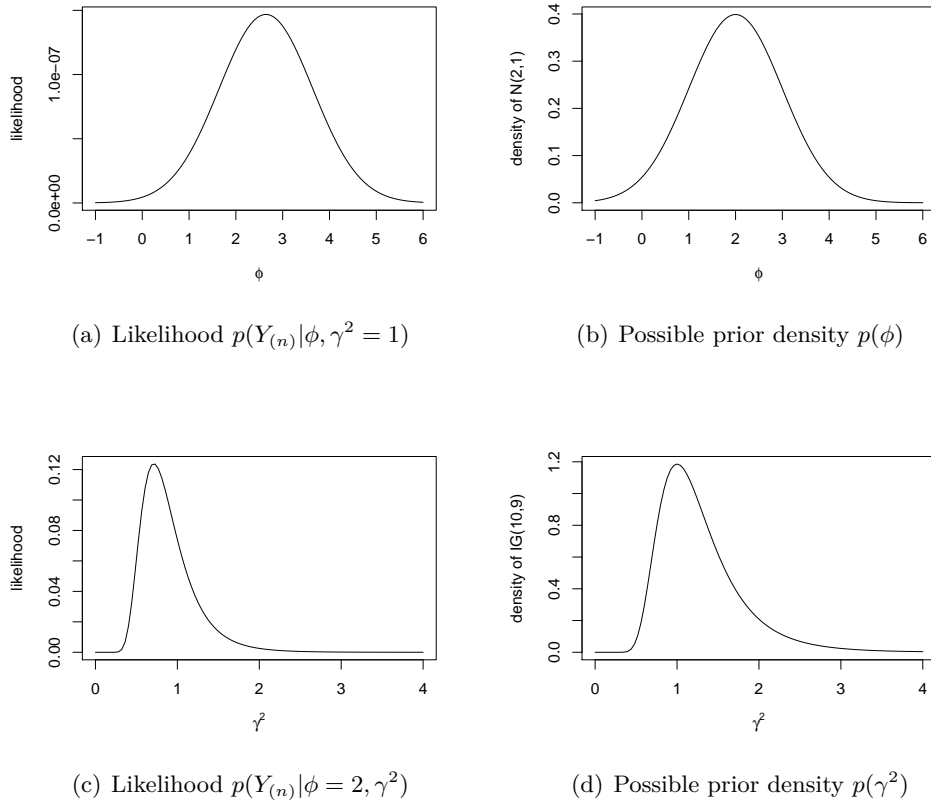 likelihood
0.0e+00
1.0e−07
−1 0 1 2 3 4 5 6
ϕ
(a) Likelihood p(Y(n)|ϕ, γ² = 1)
density of N(2,1)
0.0 0.1 0.2 0.3 0.4
−1 0 1 2 3 4 5 6
ϕ
(b) Possible prior density p(ϕ)
likelihood
0.00 0.04 0.08 0.12
0 1 2 3 4
γ²
(c) Likelihood p(Y(n)|ϕ = 2, γ²)
density of IG(10,9)
0.0 0.4 0.8 1.2
0 1 2 3 4
γ²
(d) Possible prior density p(γ²)